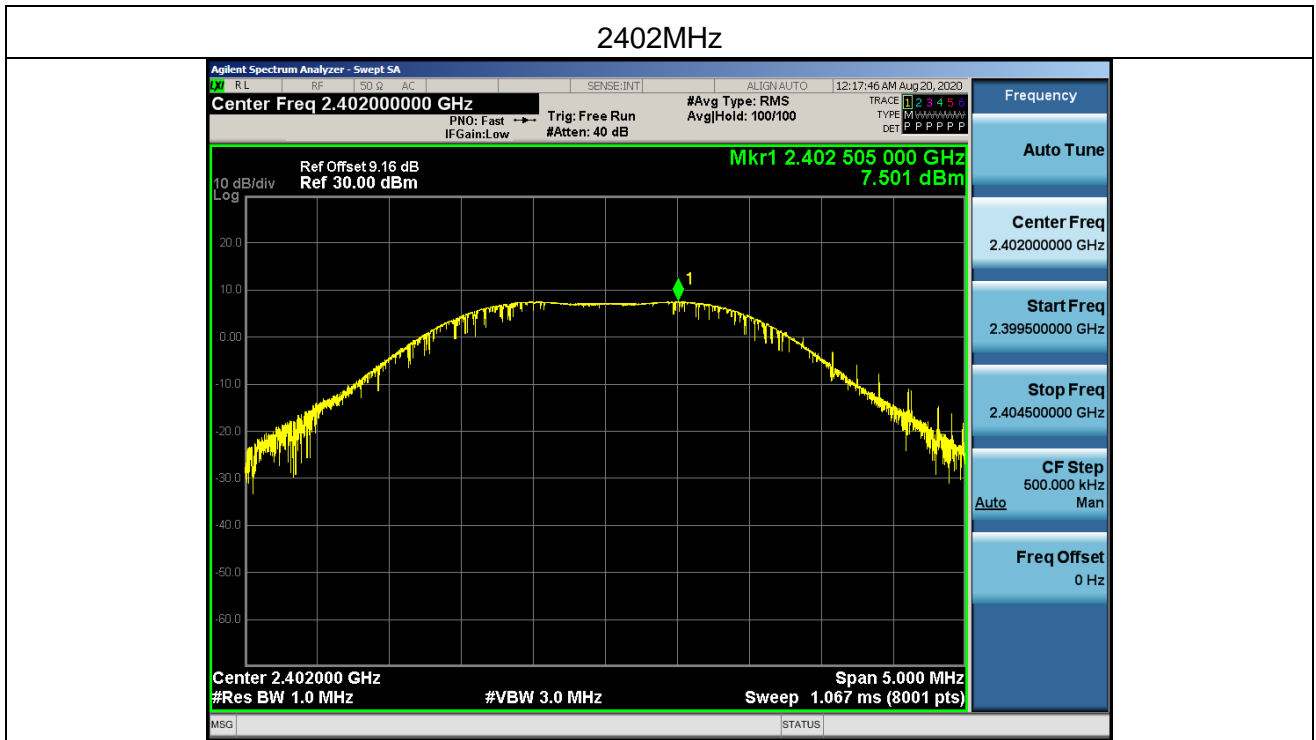 2402MHz
Agilent Spectrum Analyzer - Swept SA
LXI RL RF 50 Ω AC SENSE:INT ALIGN AUTO 12:17:46 AM Aug 20, 2020
Center Freq 2.402000000 GHz
PNO: Fast
IFGain:Low
Trig: Free Run
#Atten: 40 dB
#Avg Type: RMS
Avg|Hold: 100/100
TRACE 1 2 3 4 5 6
TYPE M
DET P P P P P P
Mkr1 2.402 505 000 GHz
7.501 dBm
Ref Offset 9.16 dB
10 dB/div Ref 30.00 dBm
Log
20.0
10.0
0.00
-10.0
-20.0
-30.0
-40.0
-50.0
-60.0
1
Center 2.402000 GHz Span 5.000 MHz
#Res BW 1.0 MHz #VBW 3.0 MHz Sweep 1.067 ms (8001 pts)
MSG STATUS
Frequency
Auto Tune
Center Freq
2.402000000 GHz
Start Freq
2.399500000 GHz
Stop Freq
2.404500000 GHz
CF Step
500.000 kHz
Auto Man
Freq Offset
0 Hz